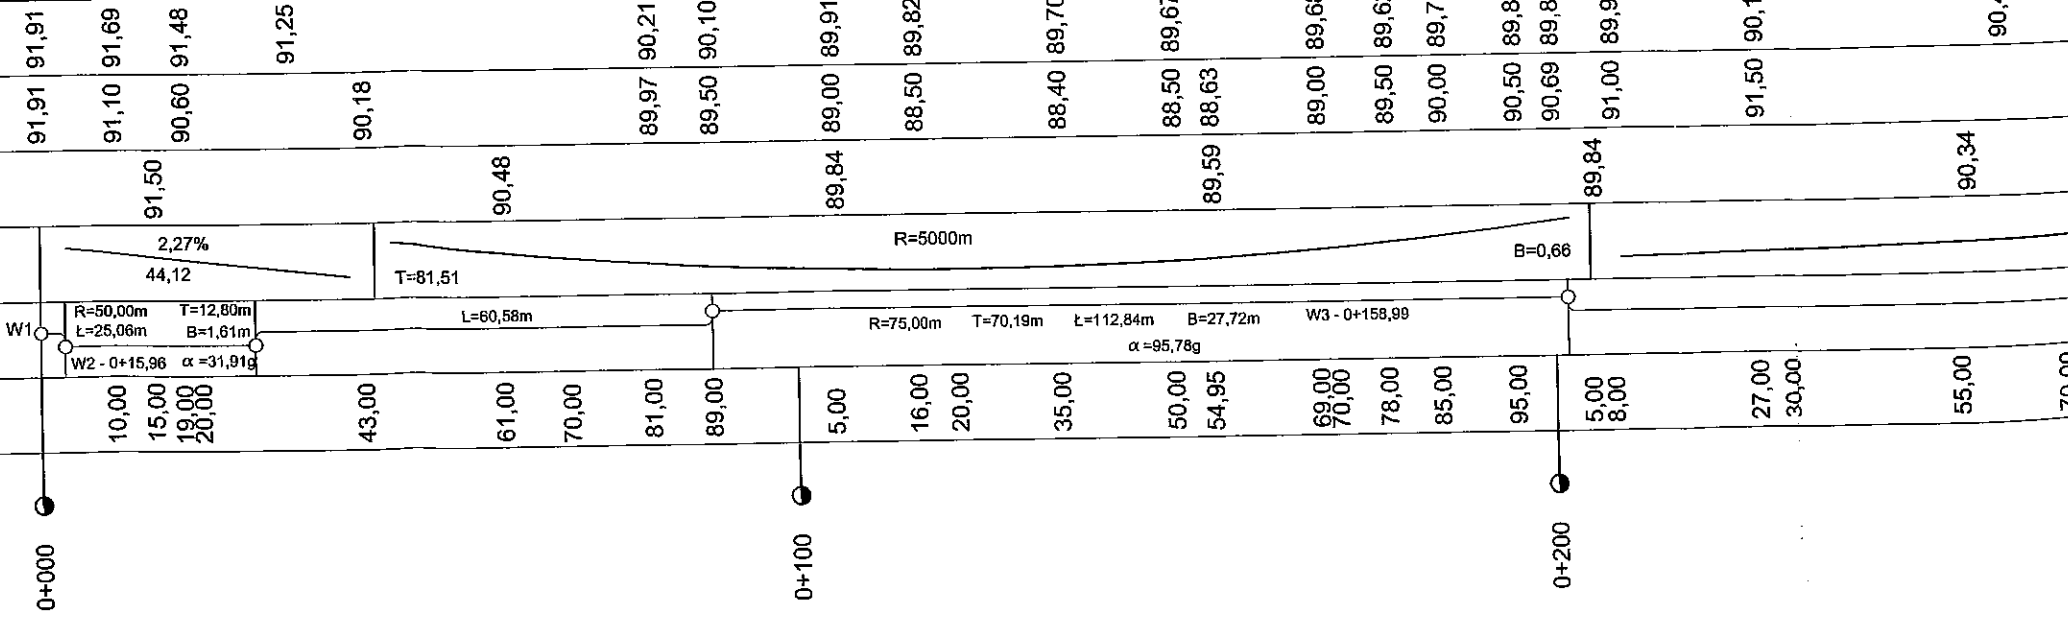 91,91 91,69 91,48 91,25 90,21 90,10 89,91 89,82 89,70 89,67
91,91 91,10 90,60 90,18 89,97 89,50 89,00 88,50 88,40 88,50 88,63 89,00 89,50 90,00 90,50 90,69 91,00 91,50
91,50 90,48 89,84 89,59 89,84 90,34
2,27%
44,12
T=81,51
R=5000m
B=0,66
W1
R=50,00m T=12,80m
Ł=25,06m B=1,61m
W2 - 0+15,96 α =31,91g
L=60,58m
R=75,00m T=70,19m Ł=112,84m B=27,72m W3 - 0+158,99
α =95,78g
10,00 15,00 19,00 20,00 43,00 61,00 70,00 81,00 89,00 5,00 16,00 20,00 35,00 50,00 54,95 69,00 70,00 78,00 85,00 95,00 5,00 8,00 27,00 30,00 55,00
0+000 0+100 0+200